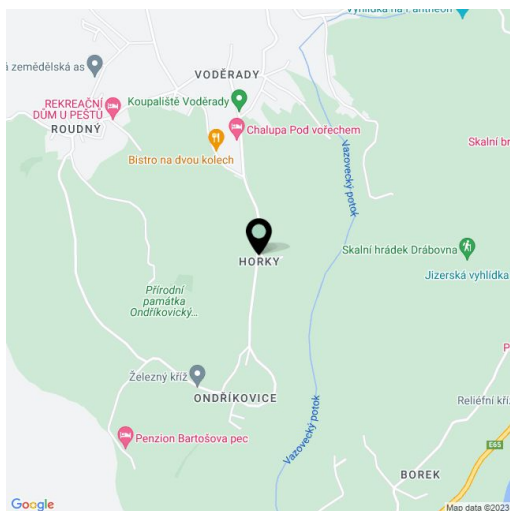 Vyhlídka na Pantheon
á zemědělská as
VODĚRADY
REKREAČNÍ
DŮM U PEŠTŮ
ROUDNÝ
Koupaliště Voděrady
Chalupa Pod vořechem
Bistro na dvou kolech
Vazovecký potok
Skalní br
Skalní hrádek Drábovna
HORKY
Jizerská vyhlídka
Přírodní
památka
Ondříkovický...
P
Železný kříž
ONDŘÍKOVICE
Reliéfní kří
Penzion Bartošova pec
E65
Vazovecký potok
BOREK
Google
Map data ©2023